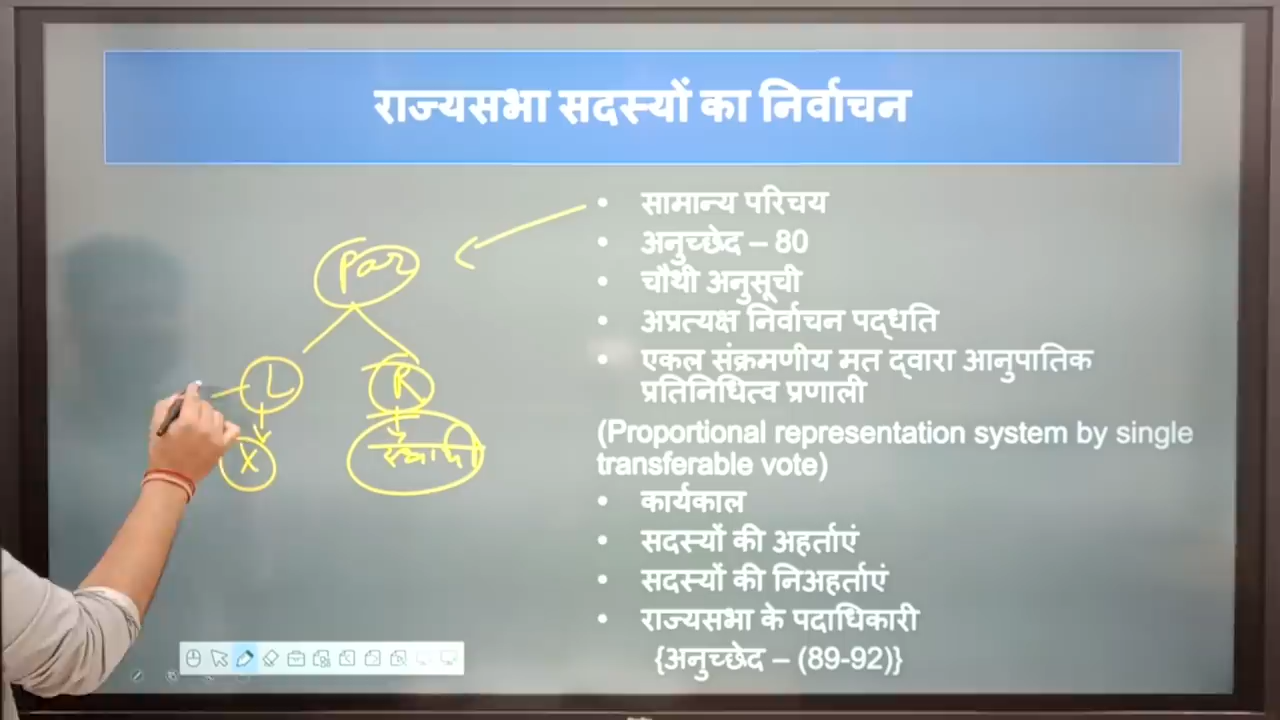 राज्यसभा सदस्यों का निर्वाचन
• सामान्य परिचय
• अनुच्छेद – 80
• चौथी अनुसूची
• अप्रत्यक्ष निर्वाचन पद्धति
• एकल संक्रमणीय मत द्वारा आनुपातिक
प्रतिनिधित्व प्रणाली
(Proportional representation system by single
transferable vote)
• कार्यकाल
• सदस्यों की अहर्ताएं
• सदस्यों की निअहर्ताएं
• राज्यसभा के पदाधिकारी
{अनुच्छेद – (89-92)}
Par
L
R
X
स्थायी